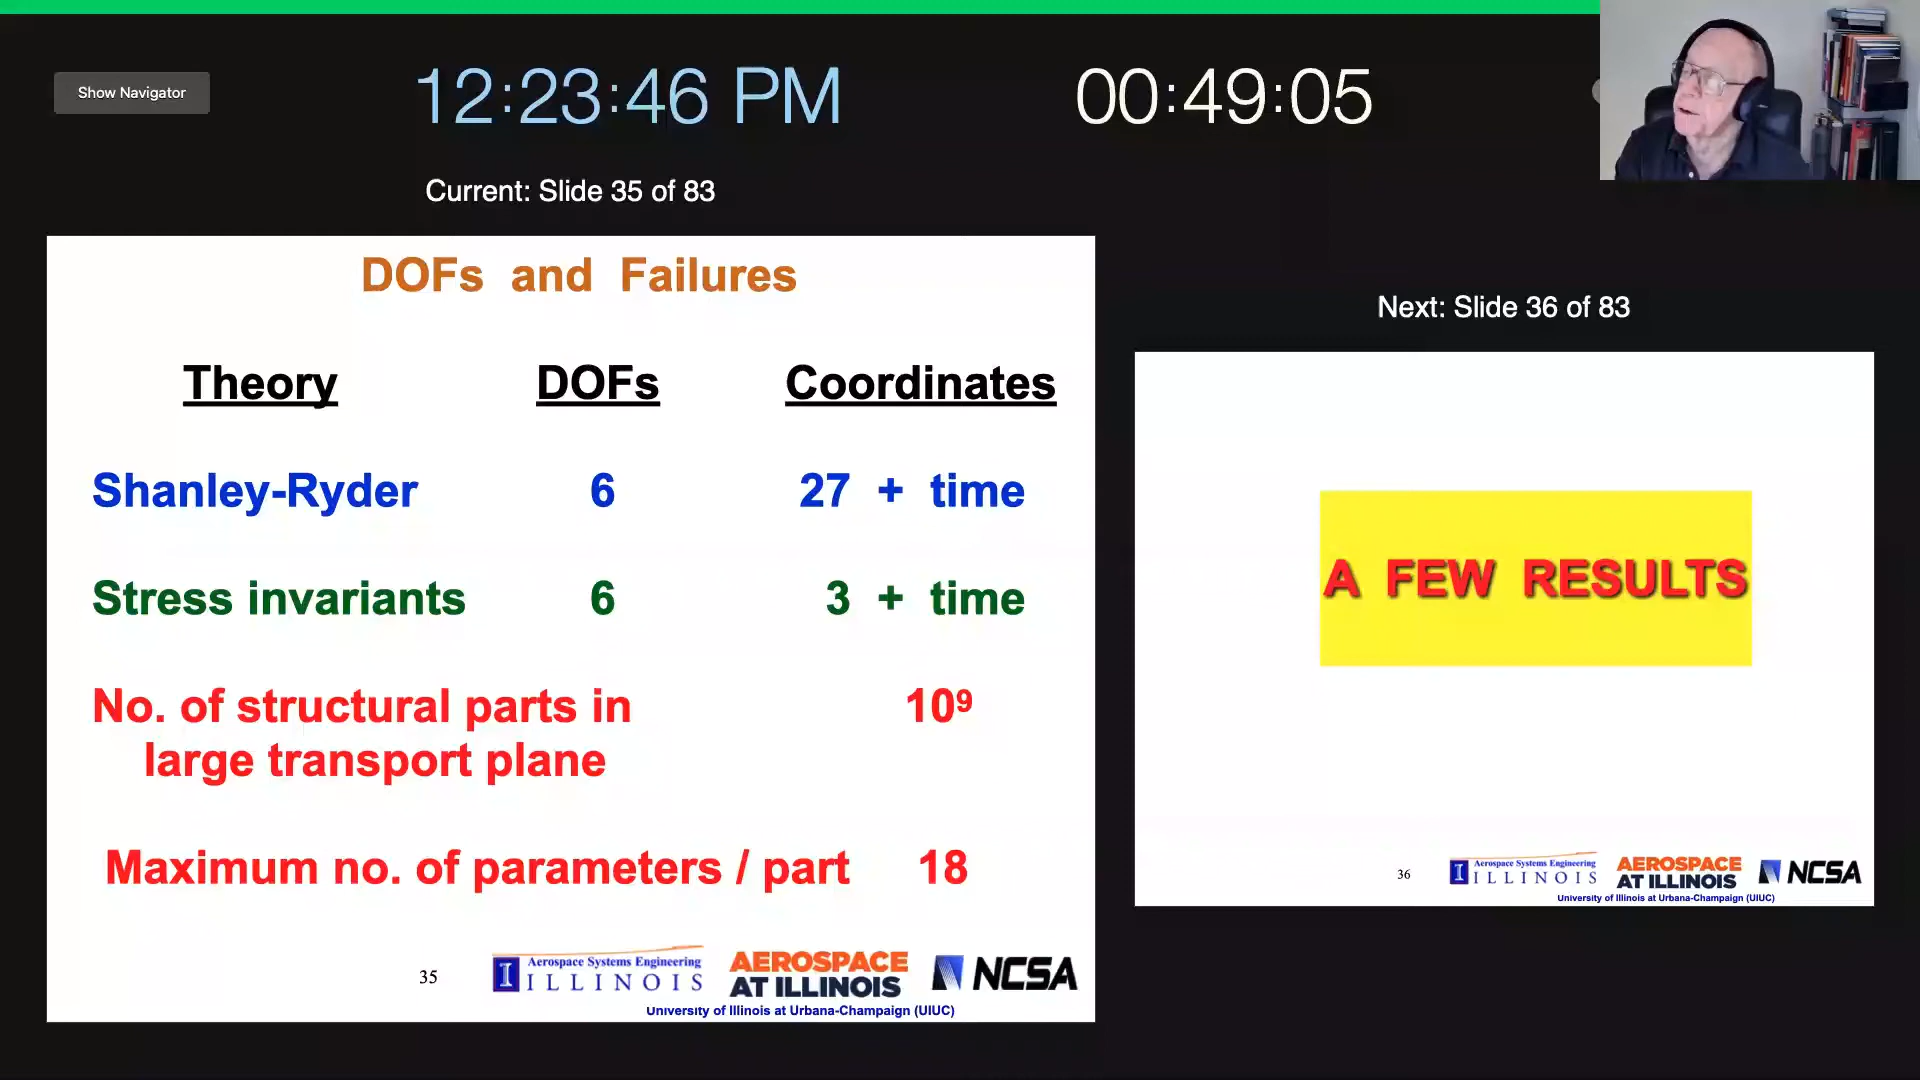 Show Navigator
12:23:46 PM
00:49:05
Current: Slide 35 of 83
DOFs and Failures
Theory DOFs Coordinates
Shanley-Ryder 6 27 + time
Stress invariants 6 3 + time
No. of structural parts in 10⁹
large transport plane
Maximum no. of parameters / part 18
35
Aerospace Systems Engineering
I ILLINOIS
AEROSPACE
AT ILLINOIS
NCSA
University of Illinois at Urbana-Champaign (UIUC)
Next: Slide 36 of 83
A FEW RESULTS
36
Aerospace Systems Engineering
I ILLINOIS
AEROSPACE
AT ILLINOIS
NCSA
University of Illinois at Urbana-Champaign (UIUC)